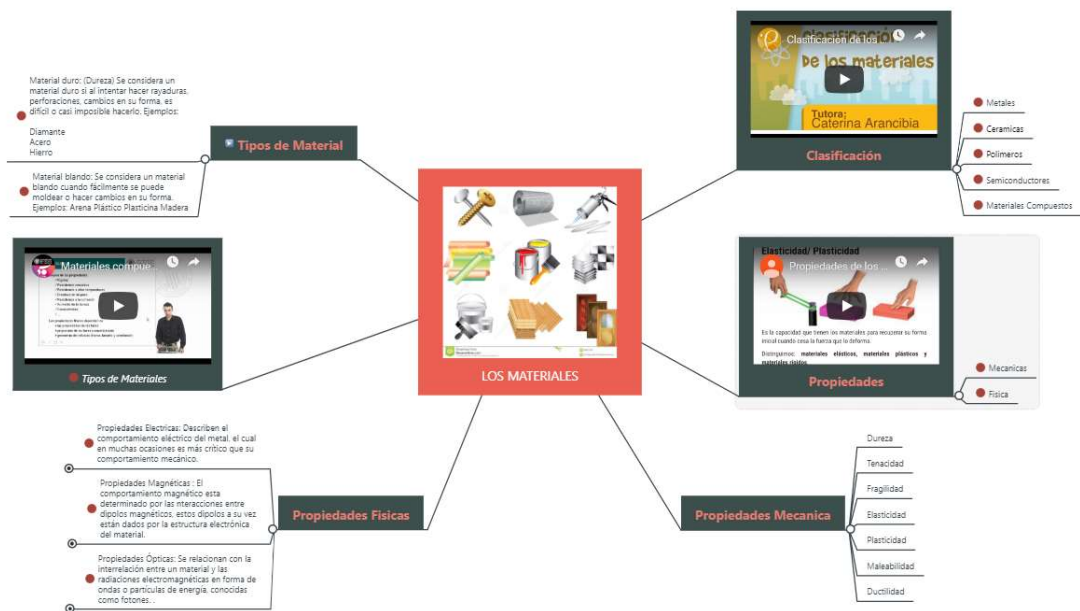 Material duro: (Dureza) Se considera un
material duro si al intentar hacer rayaduras,
perforaciones, cambios en su forma, es
difícil o casi imposible hacerlo. Ejemplos:
Diamante
Acero
Hierro
Material blando: Se considera un material
blando cuando fácilmente se puede
moldear o hacer cambios en su forma.
Ejemplos: Arena Plástico Plasticina Madera
Tipos de Material
Materiales compue...
Tipos de Materiales
Propiedades Electricas: Describen el
comportamiento eléctrico del metal, el cual
en muchas ocasiones es más crítico que su
comportamiento mecánico.
Propiedades Magnéticas : El
comportamiento magnético esta
determinado por las nteracciones entre
dipolos magnéticos, estos dipolos a su vez
están dados por la estructura electrónica
del material.
Propiedades Ópticas: Se relacionan con la
interrelación entre un material y las
radiaciones electromagnéticas en forma de
ondas o partículas de energía, conocidas
como fotones. .
Propiedades Fisicas
LOS MATERIALES
Clasificación de los
De los materiales
Tutora:
Caterina Arancibia
Clasificación
Metales
Ceramicas
Polimeros
Semiconductores
Materiales Compuestos
Elasticidad/ Plasticidad
Propiedades de los ...
Es la capacidad que tienen los materiales para recuperar su forma
inicial cuando cesa la fuerza que lo deforma.
Distinguimos: materiales elásticos, materiales plásticos y
materiales rígidos
Propiedades
Mecanicas
Fisica
Propiedades Mecanica
Dureza
Tenacidad
Fragilidad
Elasticidad
Plasticidad
Maleabilidad
Ductilidad